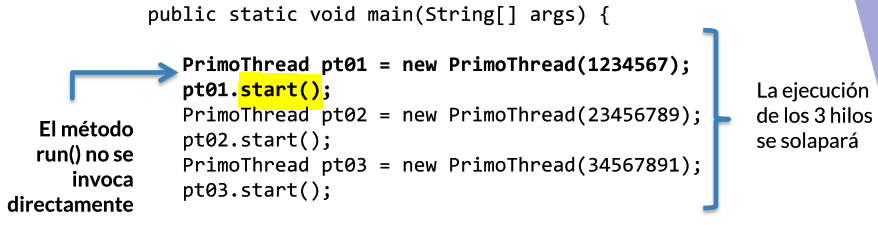 public static void main(String[] args) {
PrimoThread pt01 = new PrimoThread(1234567);
pt01.start();
PrimoThread pt02 = new PrimoThread(23456789);
pt02.start();
PrimoThread pt03 = new PrimoThread(34567891);
pt03.start();
El método
run() no se
invoca
directamente
La ejecución
de los 3 hilos
se solapará